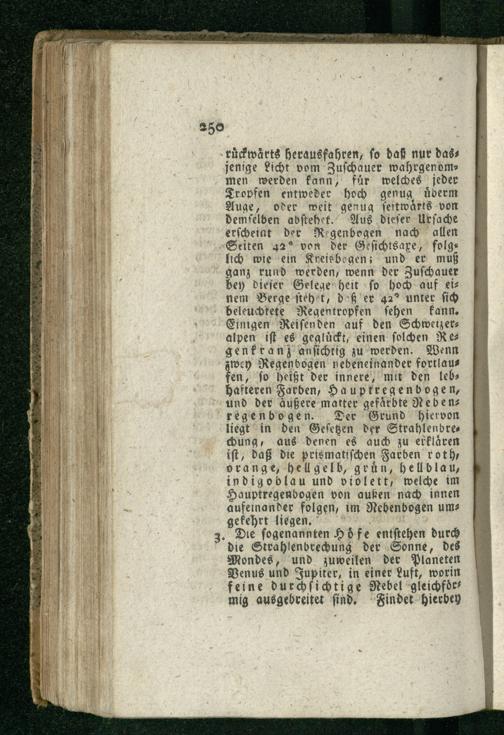 250
rückwärts herausfahren, so daß nur das-
jenige Licht vom Zuschauer wahrgenom-
men werden kann, für welches jeder
Tropfen entweder hoch genug überm
Auge, oder weit genug seitwärts von
demselben abstehet. Aus dieser Ursache
erscheint der Regenbogen nach allen
Seiten 42° von der Gesichtsaxe, folg-
lich wie ein Kreisbogen; und er muß
ganz rund werden, wenn der Zuschauer
bey dieser Gelege heit so hoch auf ei-
nem Berge steh t, d ß er 42° unter sich
beleuchtete Regentropfen sehen kann.
Einigen Reisenden auf den Schweizer-
alpen ist es geglückt, einen solchen Re-
genkranz ansichtig zu werden. Wenn
zwey Regenbogen nebeneinander fortlau-
fen, so heißt der innere, mit den leb-
hafteren Farben, Hauptregenbogen,
und der äußere matter gefärbte Neben-
regenbogen. Der Grund hiervon
liegt in den Gesetzen der Strahlenbre-
chung, aus denen es auch zu erklären
ist, daß die prismatischen Farben roth,
orange, hellgelb, grün, hellblau,
indigoblau und violett, welche im
Hauptregenbogen von außen nach innen
aufeinander folgen, im Nebenbogen um-
gekehrt liegen.
3. Die sogenannten Höfe entstehen durch
die Strahlenbrechung der Sonne, des
Mondes, und zuweilen der Planeten
Venus und Jupiter, in einer Luft, worin
feine durchsichtige Nebel gleichför-
mig ausgebreitet sind. Findet hierbey